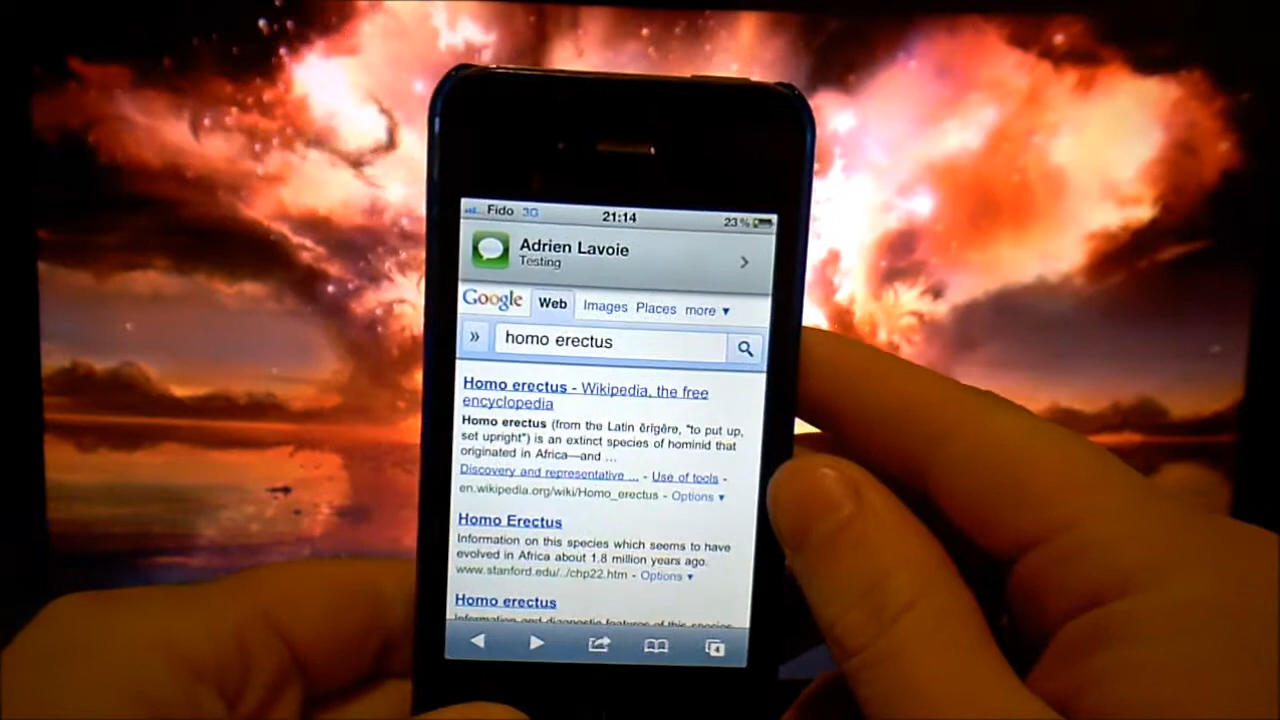 Fido 3G 21:14 23%
Adrien Lavoie
Testing
Google Web Images Places more ▼
» homo erectus
Homo erectus - Wikipedia, the free
encyclopedia
Homo erectus (from the Latin ērĭgĕre, "to put up,
set upright") is an extinct species of hominid that
originated in Africa—and ...
Discovery and representative ... - Use of tools -
en.wikipedia.org/wiki/Homo_erectus - Options ▼
Homo Erectus
Information on this species which seems to have
evolved in Africa about 1.8 million years ago.
www.stanford.edu/../chp22.htm - Options ▼
Homo erectus
Information and diagnostic features of this species
4